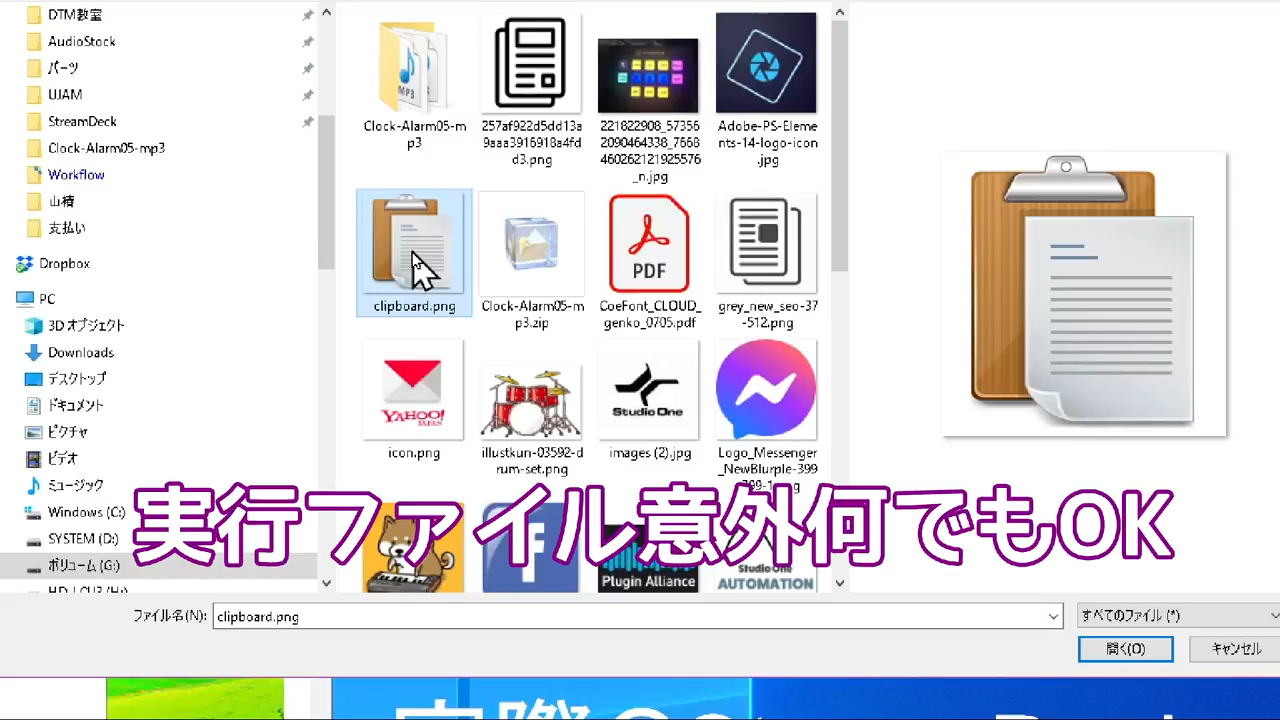 DTM教室
AudioStock
パーツ
UJAM
StreamDeck
Clock-Alarm05-mp3
Workflow
山積
支払い
Dropbox
PC
3D オブジェクト
Downloads
デスクトップ
ドキュメント
ピクチャ
ビデオ
ミュージック
Windows (C:)
SYSTEM (D:)
ボリューム (G:)
MP3
Clock-Alarm05-m
p3
257af922d5dd13a
9aaa3916918a4fd
d3.png
221822908_57356
2090464338_7668
460262121925576
_n.jpg
Adobe-PS-Eleme
nts-14-logo-icon
.jpg
clipboard.png
Clock-Alarm05-m
p3.zip
PDF
CoeFont_CLOUD_
genko_0705.pdf
grey_new_seo-37
-512.png
YAHOO!
JAPAN
icon.png
illustkun-03592-d
rum-set.png
Studio One
images (2).jpg
Logo_Messenger
_NewBlurple-399
Plugin Alliance
Studio One
AUTOMATION
実行ファイル意外何でもOK
ファイル名(N):
clipboard.png
すべてのファイル (*)
開く(O)
キャンセル